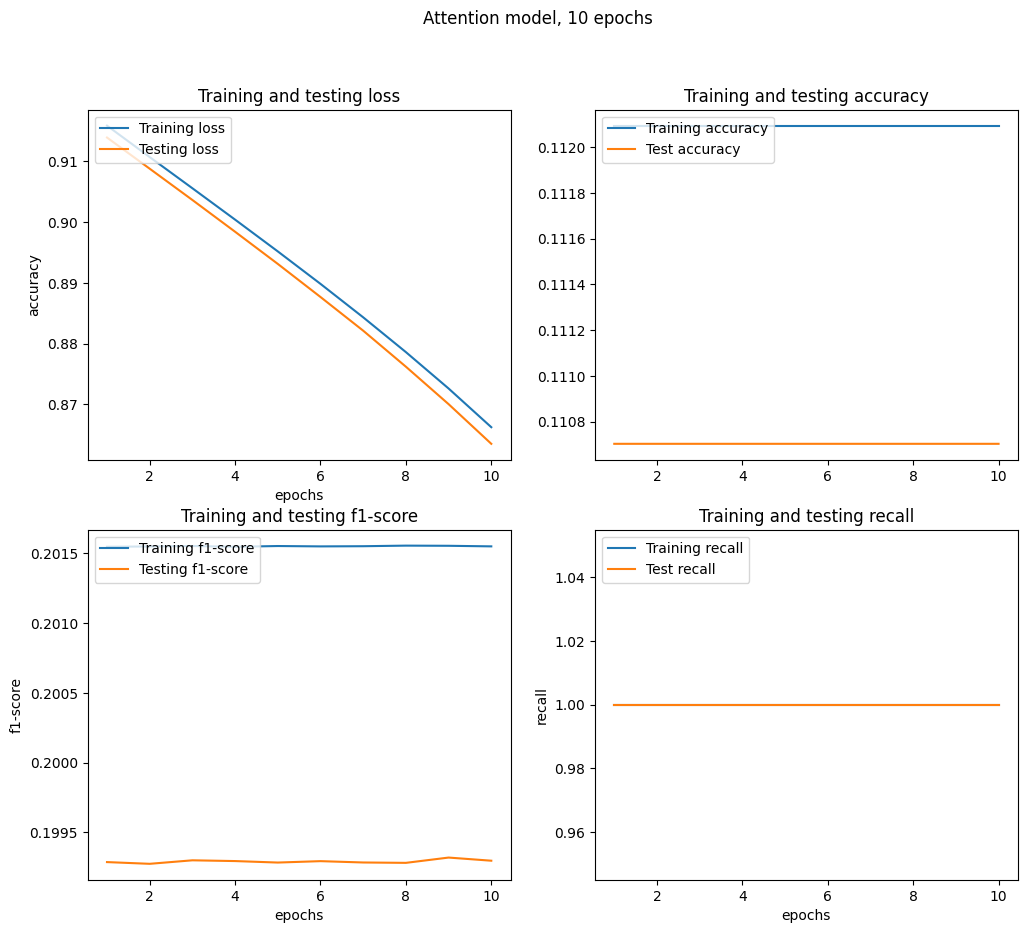 Attention model, 10 epochs
Training and testing loss
Training loss
Testing loss
0.91
0.90
0.89
0.88
0.87
accuracy
2 4 6 8 10
epochs
Training and testing accuracy
Training accuracy
Test accuracy
0.1120
0.1118
0.1116
0.1114
0.1112
0.1110
0.1108
2 4 6 8 10
Training and testing f1-score
Training f1-score
Testing f1-score
0.2015
0.2010
0.2005
0.2000
0.1995
f1-score
2 4 6 8 10
epochs
Training and testing recall
Training recall
Test recall
1.04
1.02
1.00
0.98
0.96
recall
2 4 6 8 10
epochs